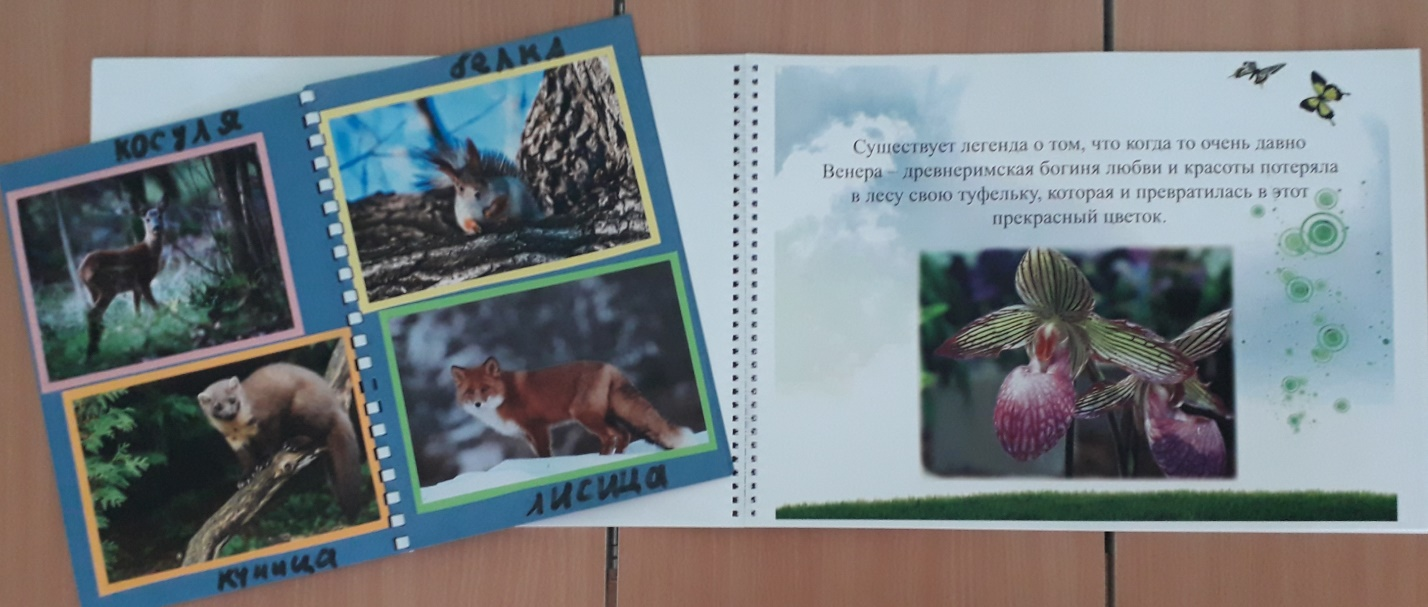 косуля
белка
куница
лисица
Существует легенда о том, что когда то очень давно
Венера – древнеримская богиня любви и красоты потеряла
в лесу свою туфельку, которая и превратилась в этот
прекрасный цветок.